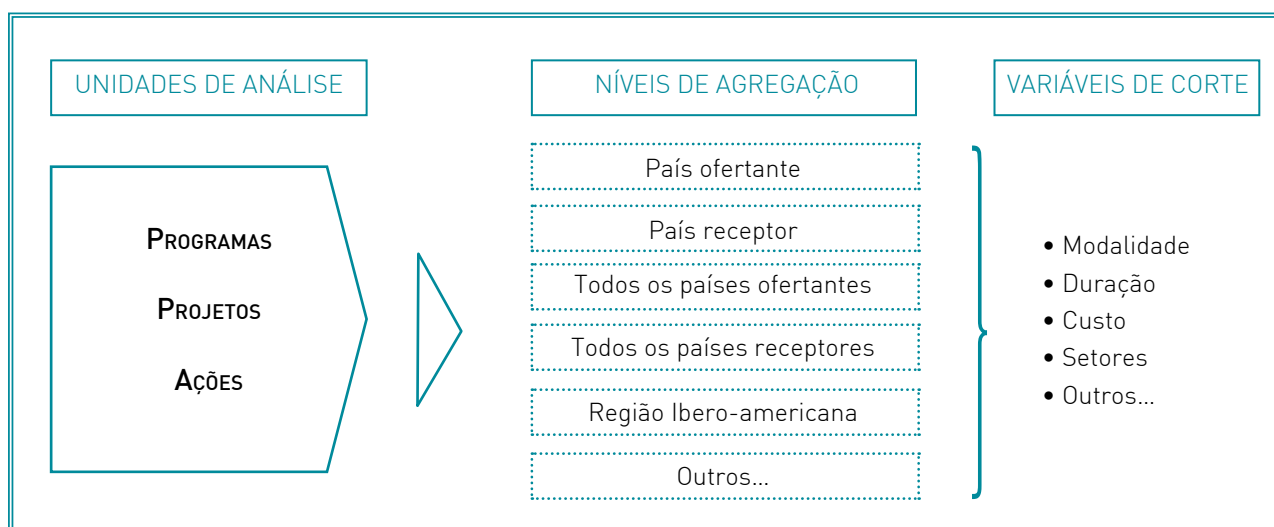 UNIDADES DE ANÁLISE
PROGRAMAS
PROJETOS
AÇÕES
NÍVEIS DE AGREGAÇÃO
País ofertante
País receptor
Todos os países ofertantes
Todos os países receptores
Região Ibero-americana
Outros...
VARIÁVEIS DE CORTE
• Modalidade
• Duração
• Custo
• Setores
• Outros...